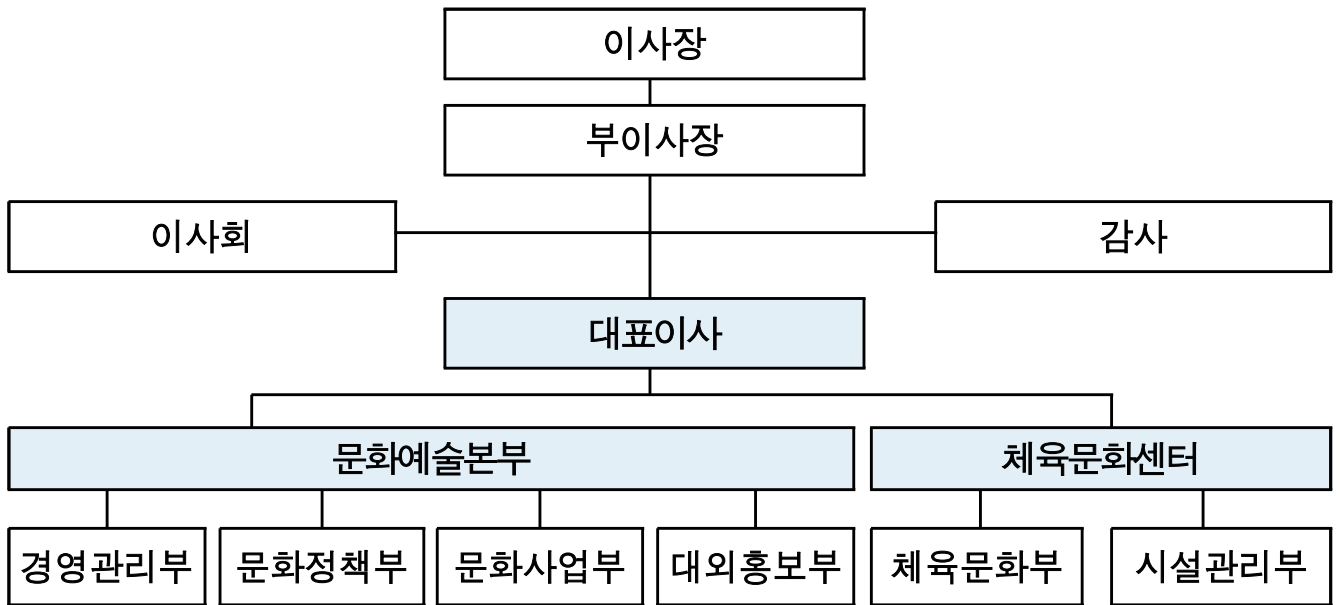 이사장
부이사장
이사회
감사
대표이사
문화예술본부
체육문화센터
경영관리부
문화정책부
문화사업부
대외홍보부
체육문화부
시설관리부